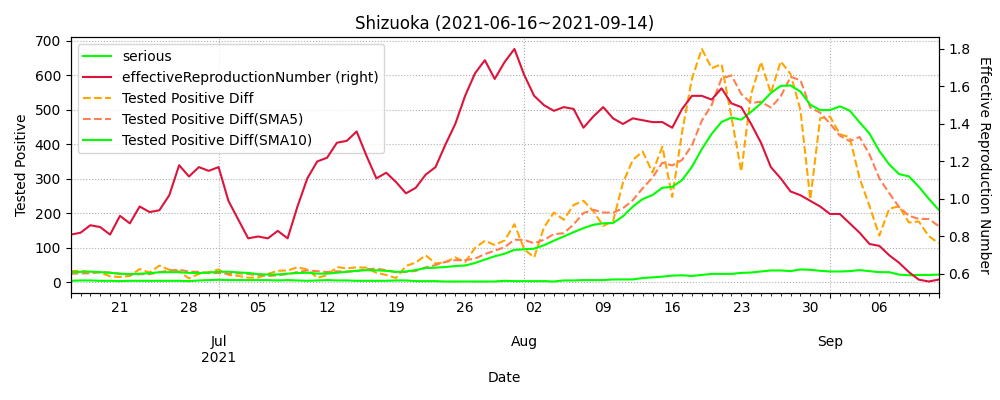 Shizuoka (2021-06-16~2021-09-14)
700
600
500
400
300
200
100
0
Tested Positive
serious
effectiveReproductionNumber (right)
Tested Positive Diff
Tested Positive Diff(SMA5)
Tested Positive Diff(SMA10)
1.8
1.6
1.4
1.2
1.0
0.8
0.6
Effective Reproduction Number
21 28 05 12 19 26 02 09 16 23 30 06
Jul Aug Sep
2021
Date